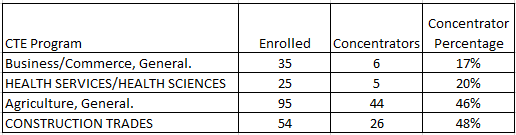 Concentrator
CTE Program Enrolled Concentrators Percentage
Business/Commerce, General. 35 6 17%
HEALTH SERVICES/HEALTH SCIENCES 25 5 20%
Agriculture, General. 95 44 46%
CONSTRUCTION TRADES 54 26 48%